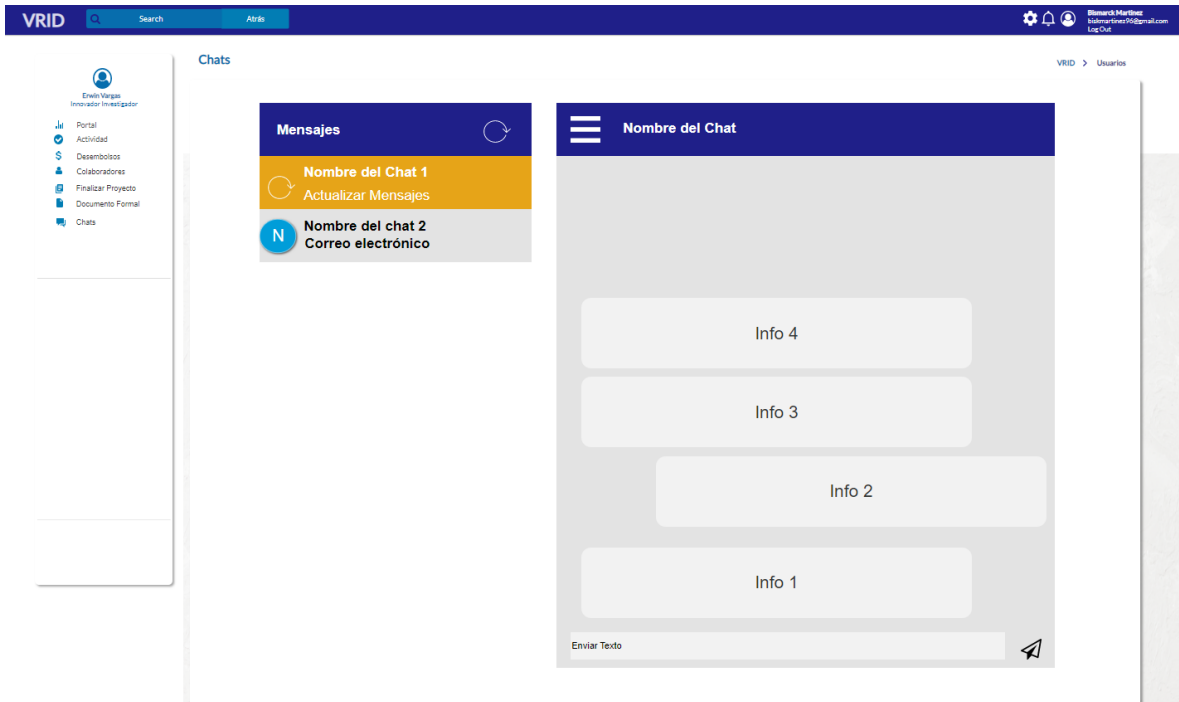 VRID
Search
Atrás
Bismarck Martinez
biskmartines96@gmail.com
Log Out
Chats
VRID > Usuarios
Erwin Vargas
Innovador Investigador
Portal
Actividad
Desembolsos
Colaboradores
Finalizar Proyecto
Documento Formal
Chats
Mensajes
Nombre del Chat 1
Actualizar Mensajes
N
Nombre del chat 2
Correo electrónico
Nombre del Chat
Info 4
Info 3
Info 2
Info 1
Enviar Texto